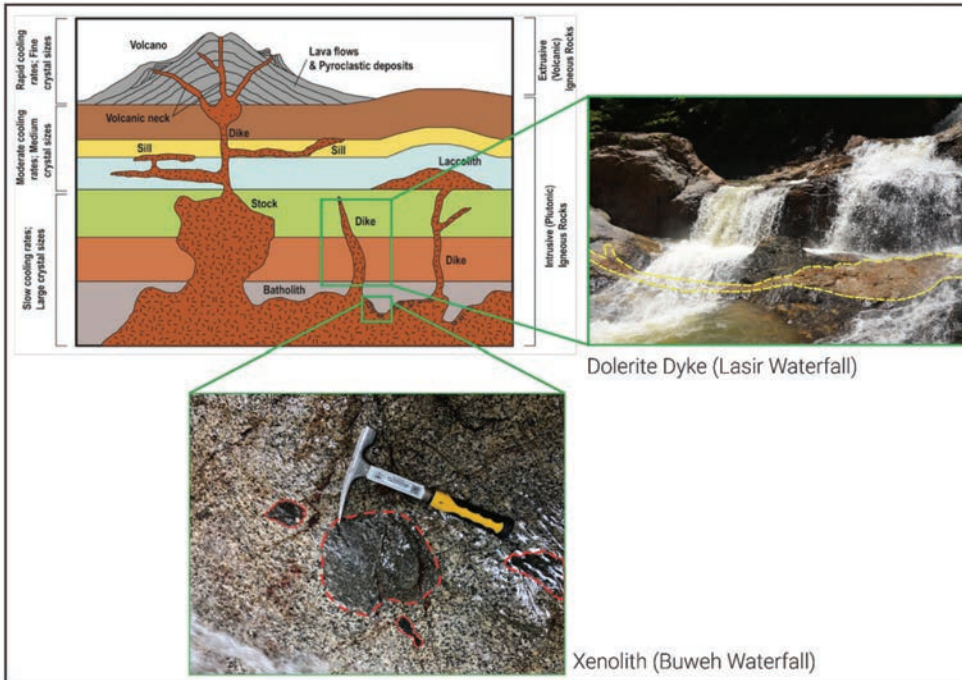 Rapid cooling
rates; Fine
crystal sizes
Moderate cooling
rates; Medium
crystal sizes
Slow cooling rates;
Large crystal sizes
Volcano
Lava flows
& Pyroclastic deposits
Volcanic neck
Dike
Sill
Sill
Laccolith
Stock
Dike
Dike
Batholith
Extrusive
(Volcanic)
Igneous Rocks
Intrusive (Plutonic)
Igneous Rocks
Dolerite Dyke (Lasir Waterfall)
Xenolith (Buweh Waterfall)